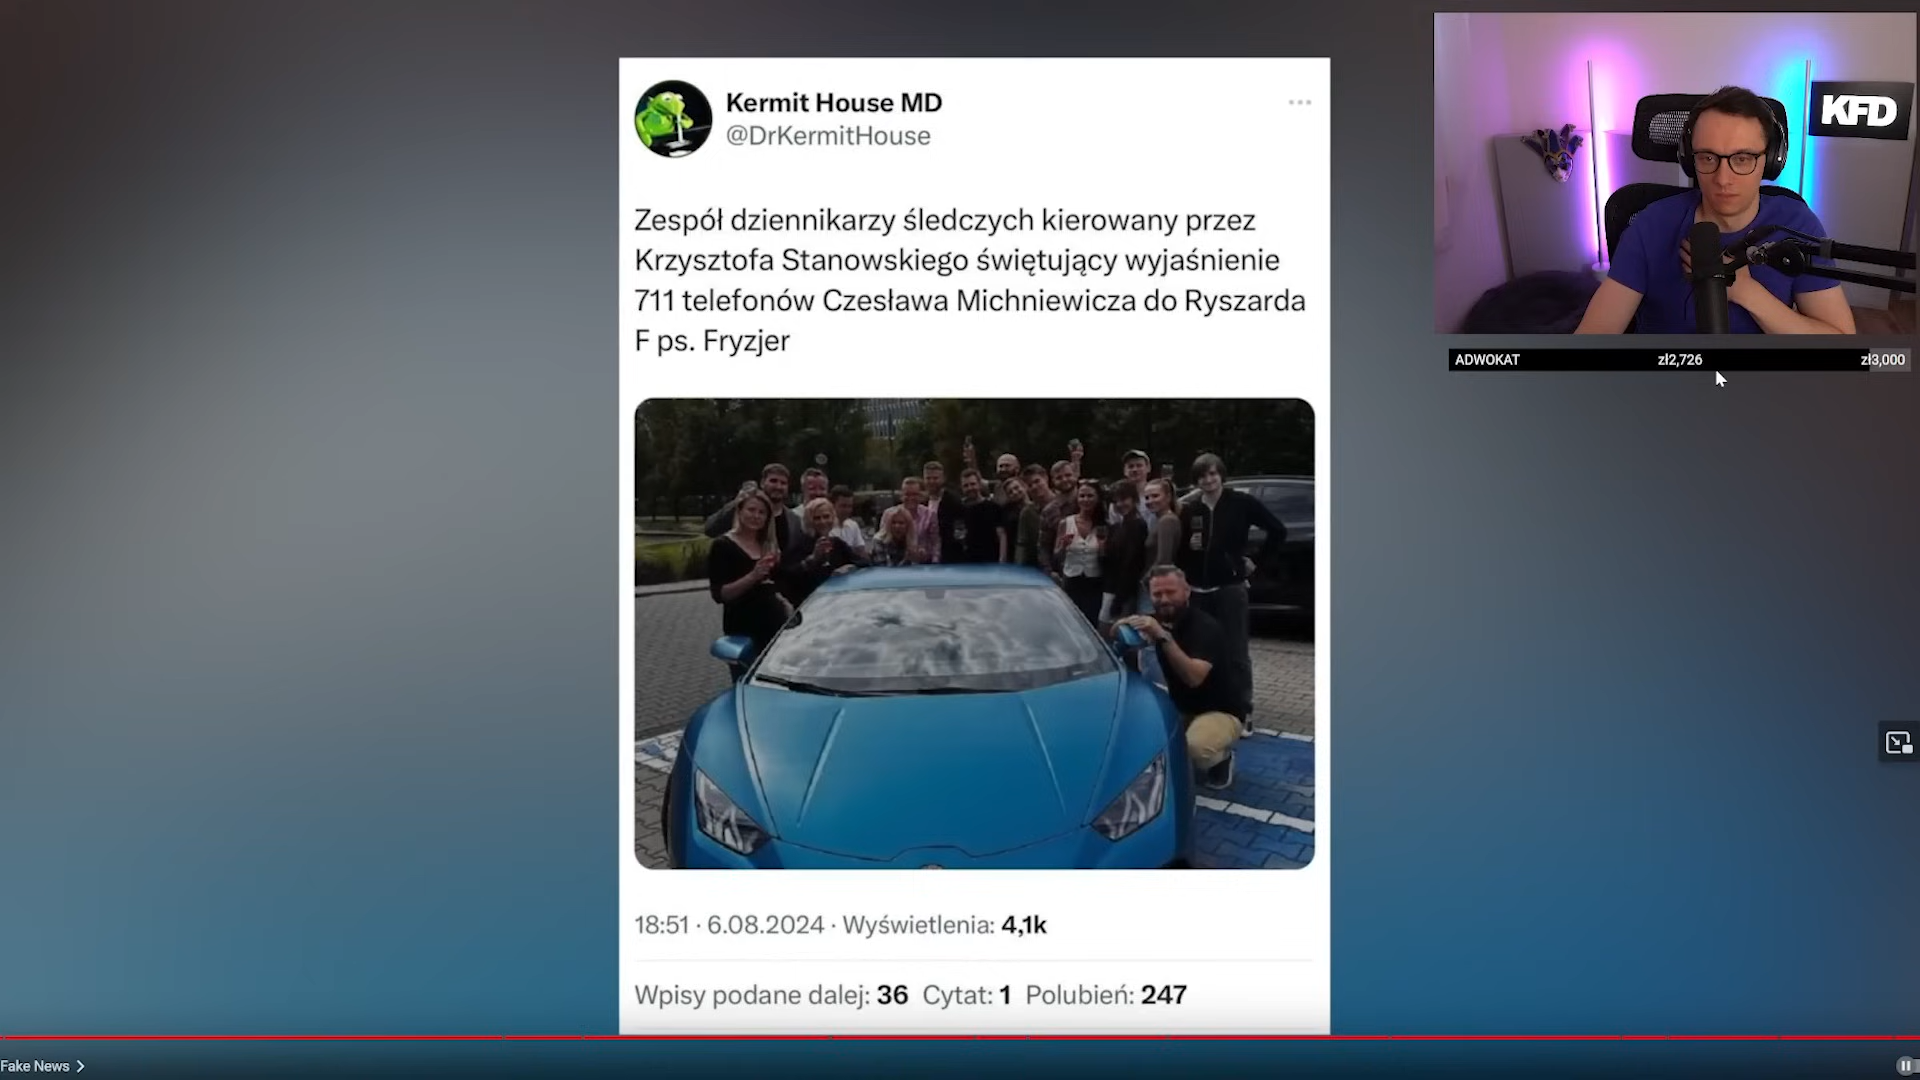 Kermit House MD
@DrKermitHouse
Zespół dziennikarzy śledczych kierowany przez
Krzysztofa Stanowskiego świętujący wyjaśnienie
711 telefonów Czesława Michniewicza do Ryszarda
F ps. Fryzjer
18:51 · 6.08.2024 · Wyświetlenia: 4,1k
Wpisy podane dalej: 36 Cytat: 1 Polubień: 247
KFD
ADWOKAT zł2,726 zł3,000
Fake News